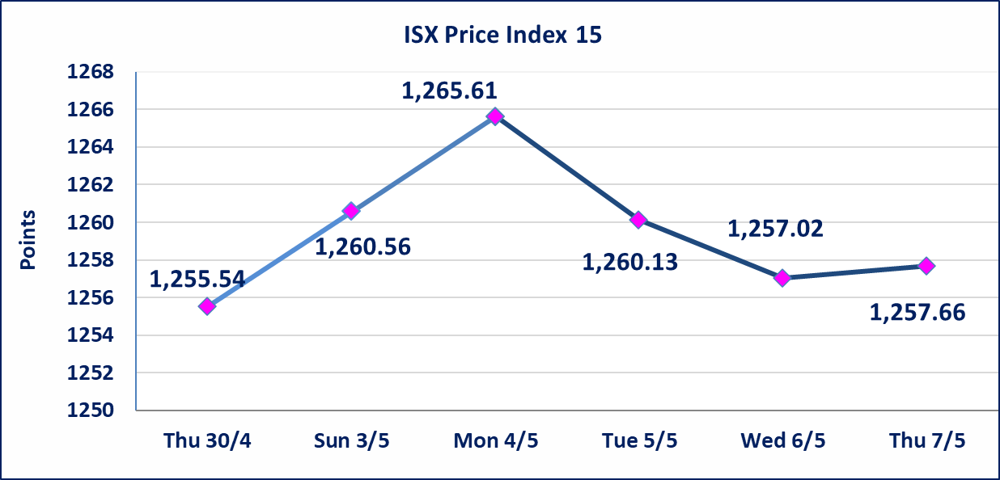 ISX Price Index 15
Points
1268
1266
1264
1262
1260
1258
1256
1254
1252
1250
1,255.54
1,260.56
1,265.61
1,260.13
1,257.02
1,257.66
Thu 30/4
Sun 3/5
Mon 4/5
Tue 5/5
Wed 6/5
Thu 7/5